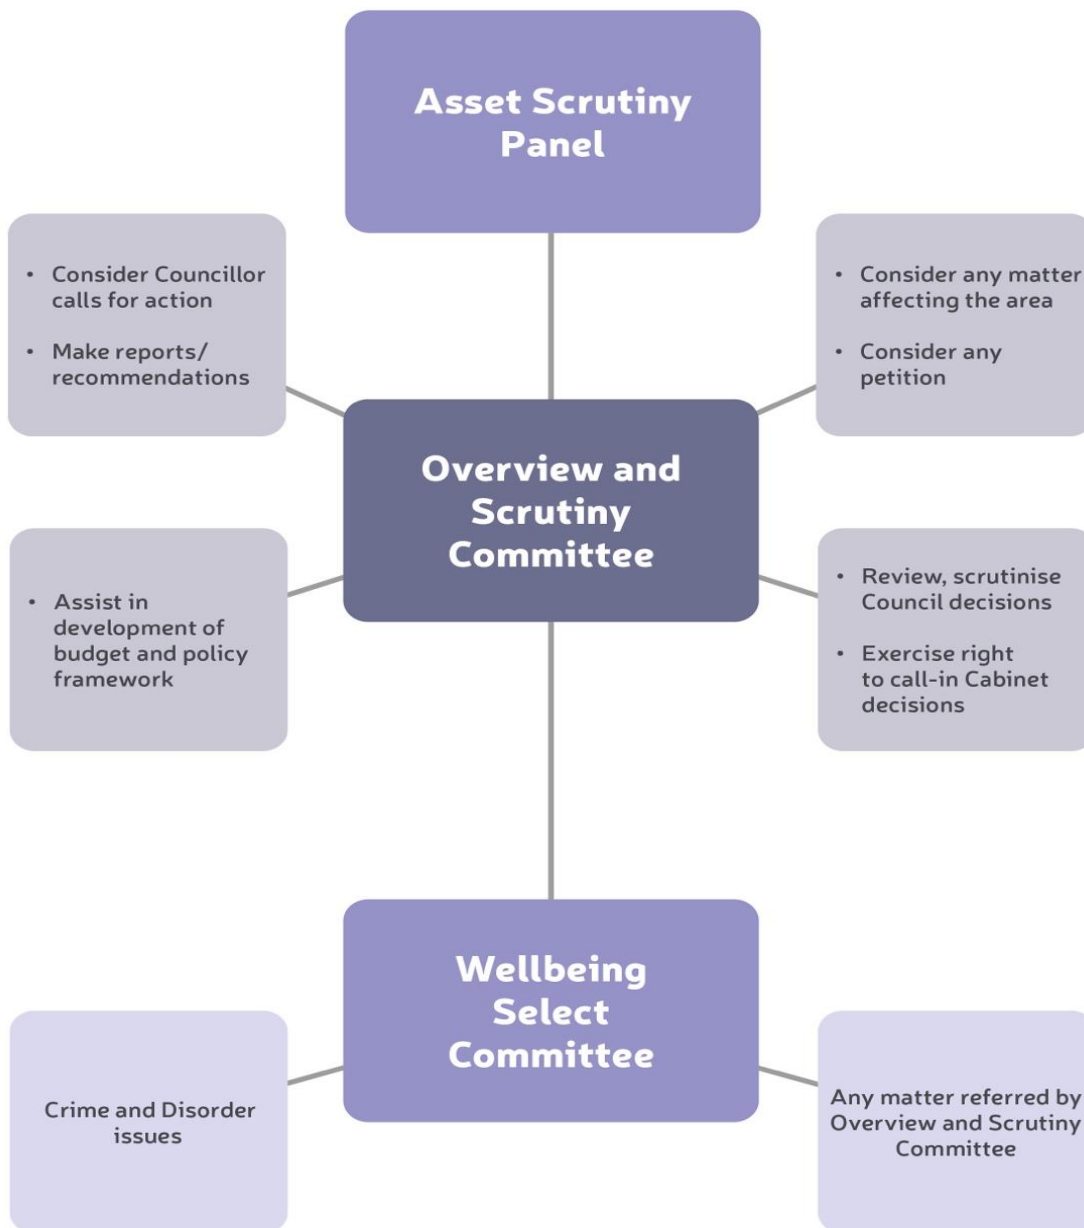 Asset Scrutiny
Panel
• Consider Councillor
calls for action
• Make reports/
recommendations
• Consider any matter
affecting the area
• Consider any
petition
Overview and
Scrutiny
Committee
• Assist in
development of
budget and policy
framework
• Review, scrutinise
Council decisions
• Exercise right
to call-in Cabinet
decisions
Wellbeing
Select
Committee
Crime and Disorder
issues
Any matter referred by
Overview and Scrutiny
Committee